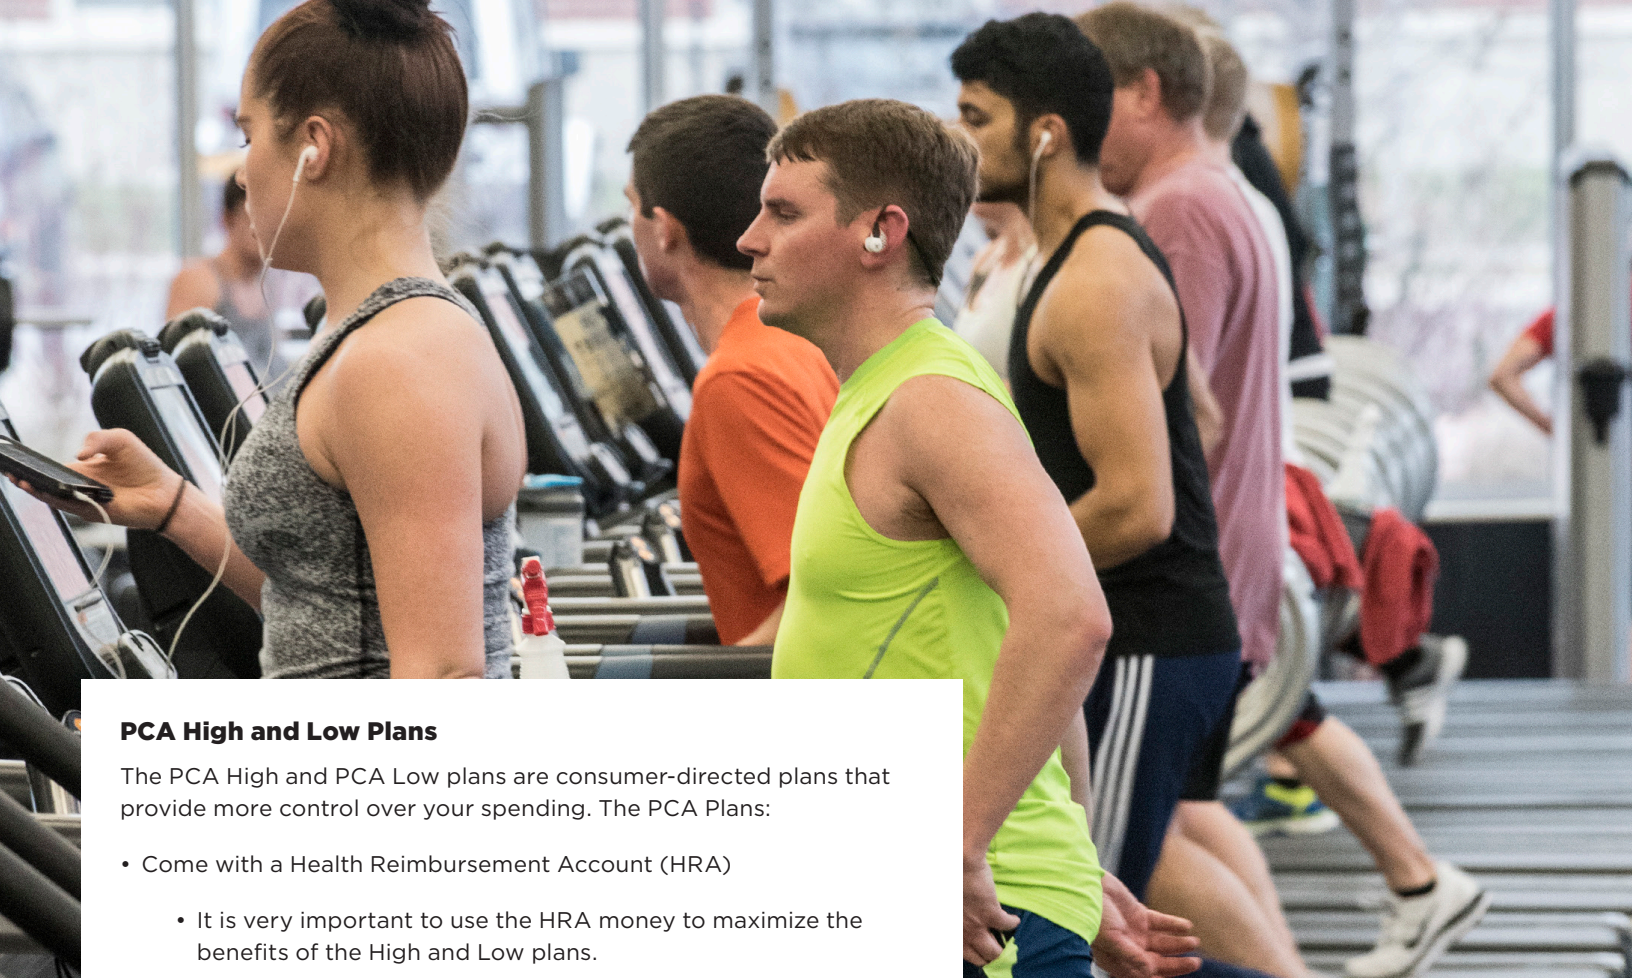 PCA High and Low Plans
The PCA High and PCA Low plans are consumer-directed plans that
provide more control over your spending. The PCA Plans:
• Come with a Health Reimbursement Account (HRA)
• It is very important to use the HRA money to maximize the
benefits of the High and Low plans.